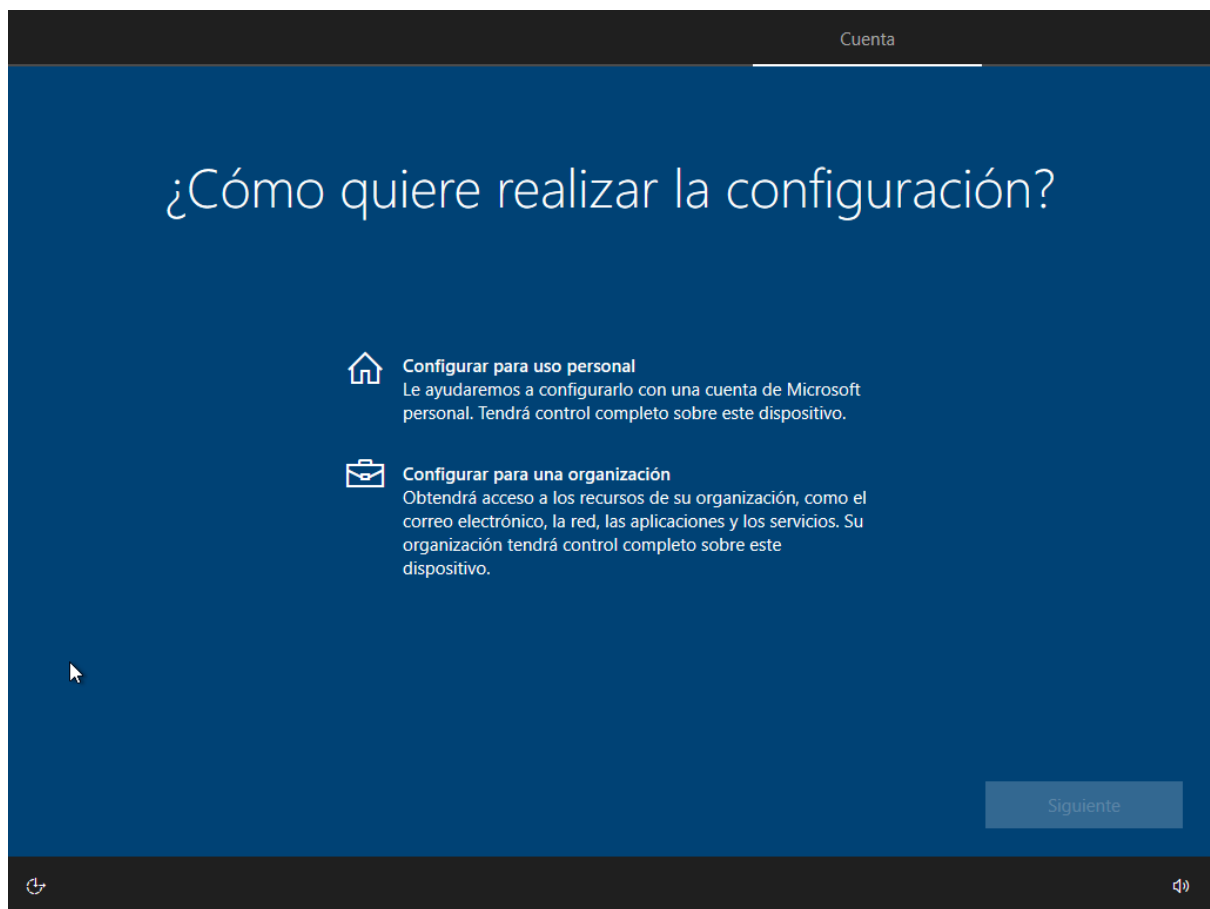 Cuenta
¿Cómo quiere realizar la configuración?
Configurar para uso personal
Le ayudaremos a configurarlo con una cuenta de Microsoft
personal. Tendrá control completo sobre este dispositivo.
Configurar para una organización
Obtendrá acceso a los recursos de su organización, como el
correo electrónico, la red, las aplicaciones y los servicios. Su
organización tendrá control completo sobre este
dispositivo.
Siguiente